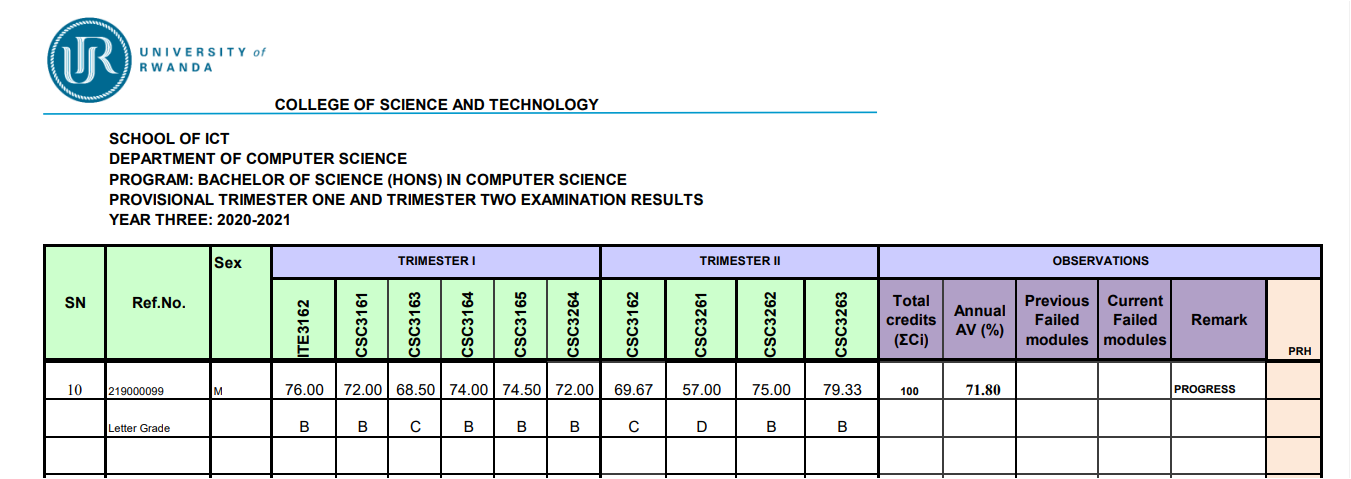 UNIVERSITY of
RWANDA
COLLEGE OF SCIENCE AND TECHNOLOGY
SCHOOL OF ICT
DEPARTMENT OF COMPUTER SCIENCE
PROGRAM: BACHELOR OF SCIENCE (HONS) IN COMPUTER SCIENCE
PROVISIONAL TRIMESTER ONE AND TRIMESTER TWO EXAMINATION RESULTS
YEAR THREE: 2020-2021
SN Ref.No. Sex TRIMESTER I TRIMESTER II OBSERVATIONS
ITE3162 CSC3161 CSC3163 CSC3164 CSC3165 CSC3264 CSC3162 CSC3261 CSC3262 CSC3263 Total credits (ΣCi) Annual AV (%) Previous Failed modules Current Failed modules Remark PRH
10 219000099 M 76.00 72.00 68.50 74.00 74.50 72.00 69.67 57.00 75.00 79.33 100 71.80 PROGRESS
Letter Grade B B C B B B C D B B